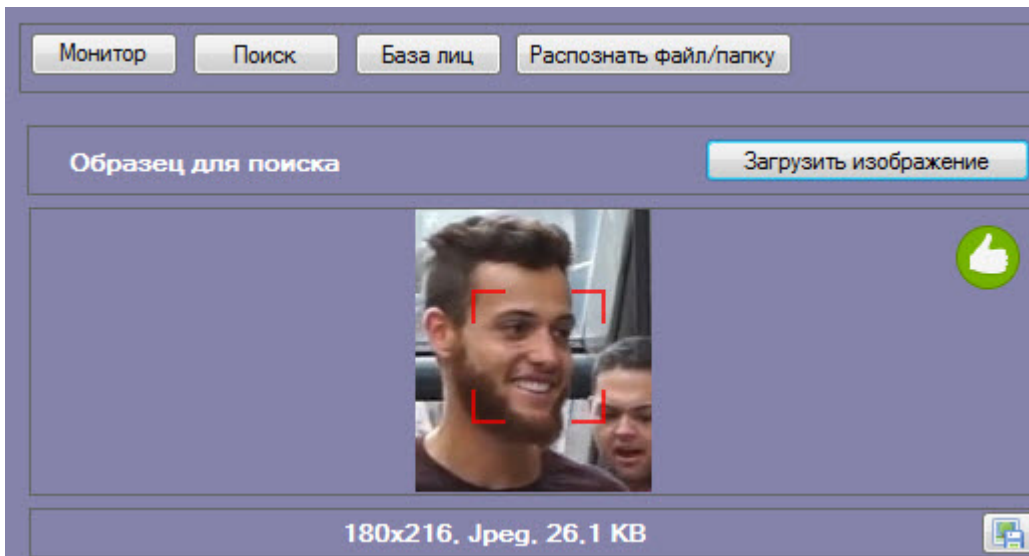 Монитор Поиск База лиц Распознать файл/папку
Образец для поиска Загрузить изображение
180x216, Jpeg, 26,1 KB